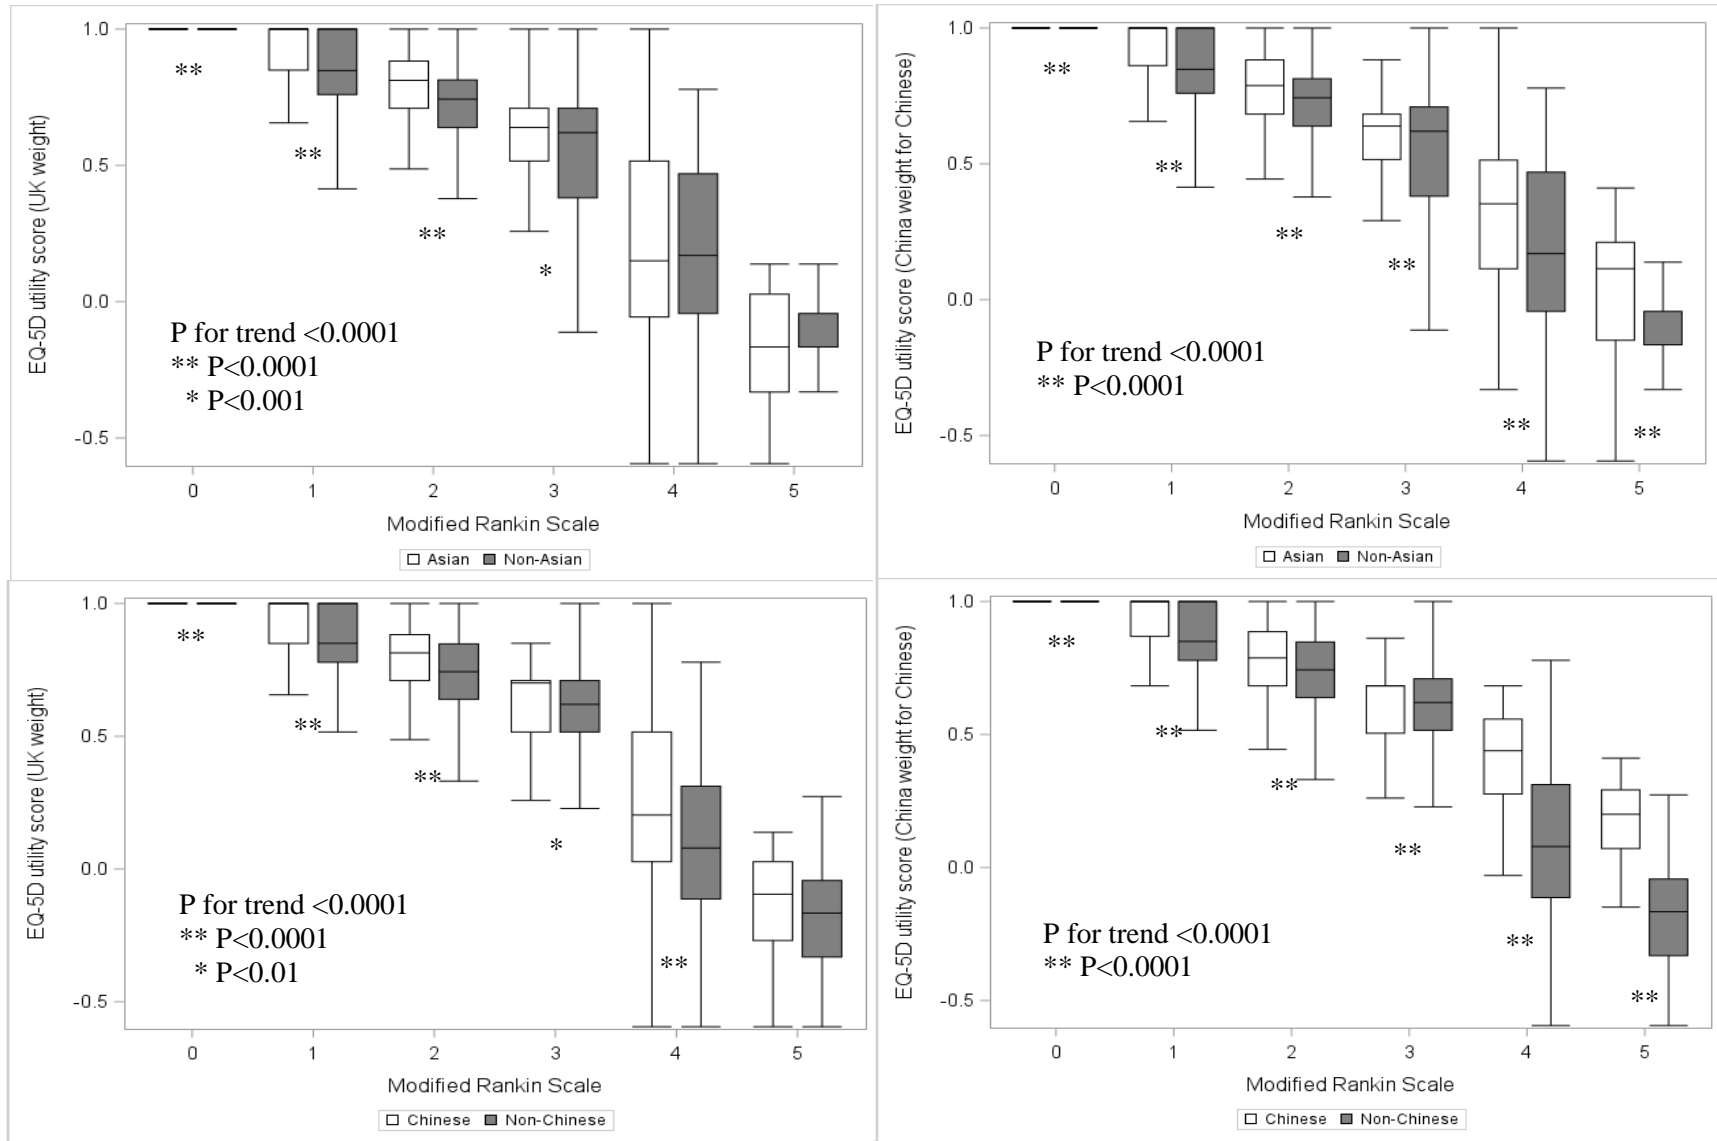 EQ-5D utility score (UK weight)
1.0
0.5
0.0
-0.5
**
**
**
*
P for trend <0.0001
** P<0.0001
* P<0.001
0 1 2 3 4 5
Modified Rankin Scale
Asian Non-Asian
EQ-5D utility score (China weight for Chinese)
1.0
0.5
0.0
-0.5
**
**
**
**
**
**
P for trend <0.0001
** P<0.0001
0 1 2 3 4 5
Modified Rankin Scale
Asian Non-Asian
EQ-5D utility score (UK weight)
1.0
0.5
0.0
-0.5
**
**
**
*
**
P for trend <0.0001
** P<0.0001
* P<0.01
0 1 2 3 4 5
Modified Rankin Scale
Chinese Non-Chinese
EQ-5D utility score (China weight for Chinese)
1.0
0.5
0.0
-0.5
**
**
**
**
**
**
P for trend <0.0001
** P<0.0001
0 1 2 3 4 5
Modified Rankin Scale
Chinese Non-Chinese